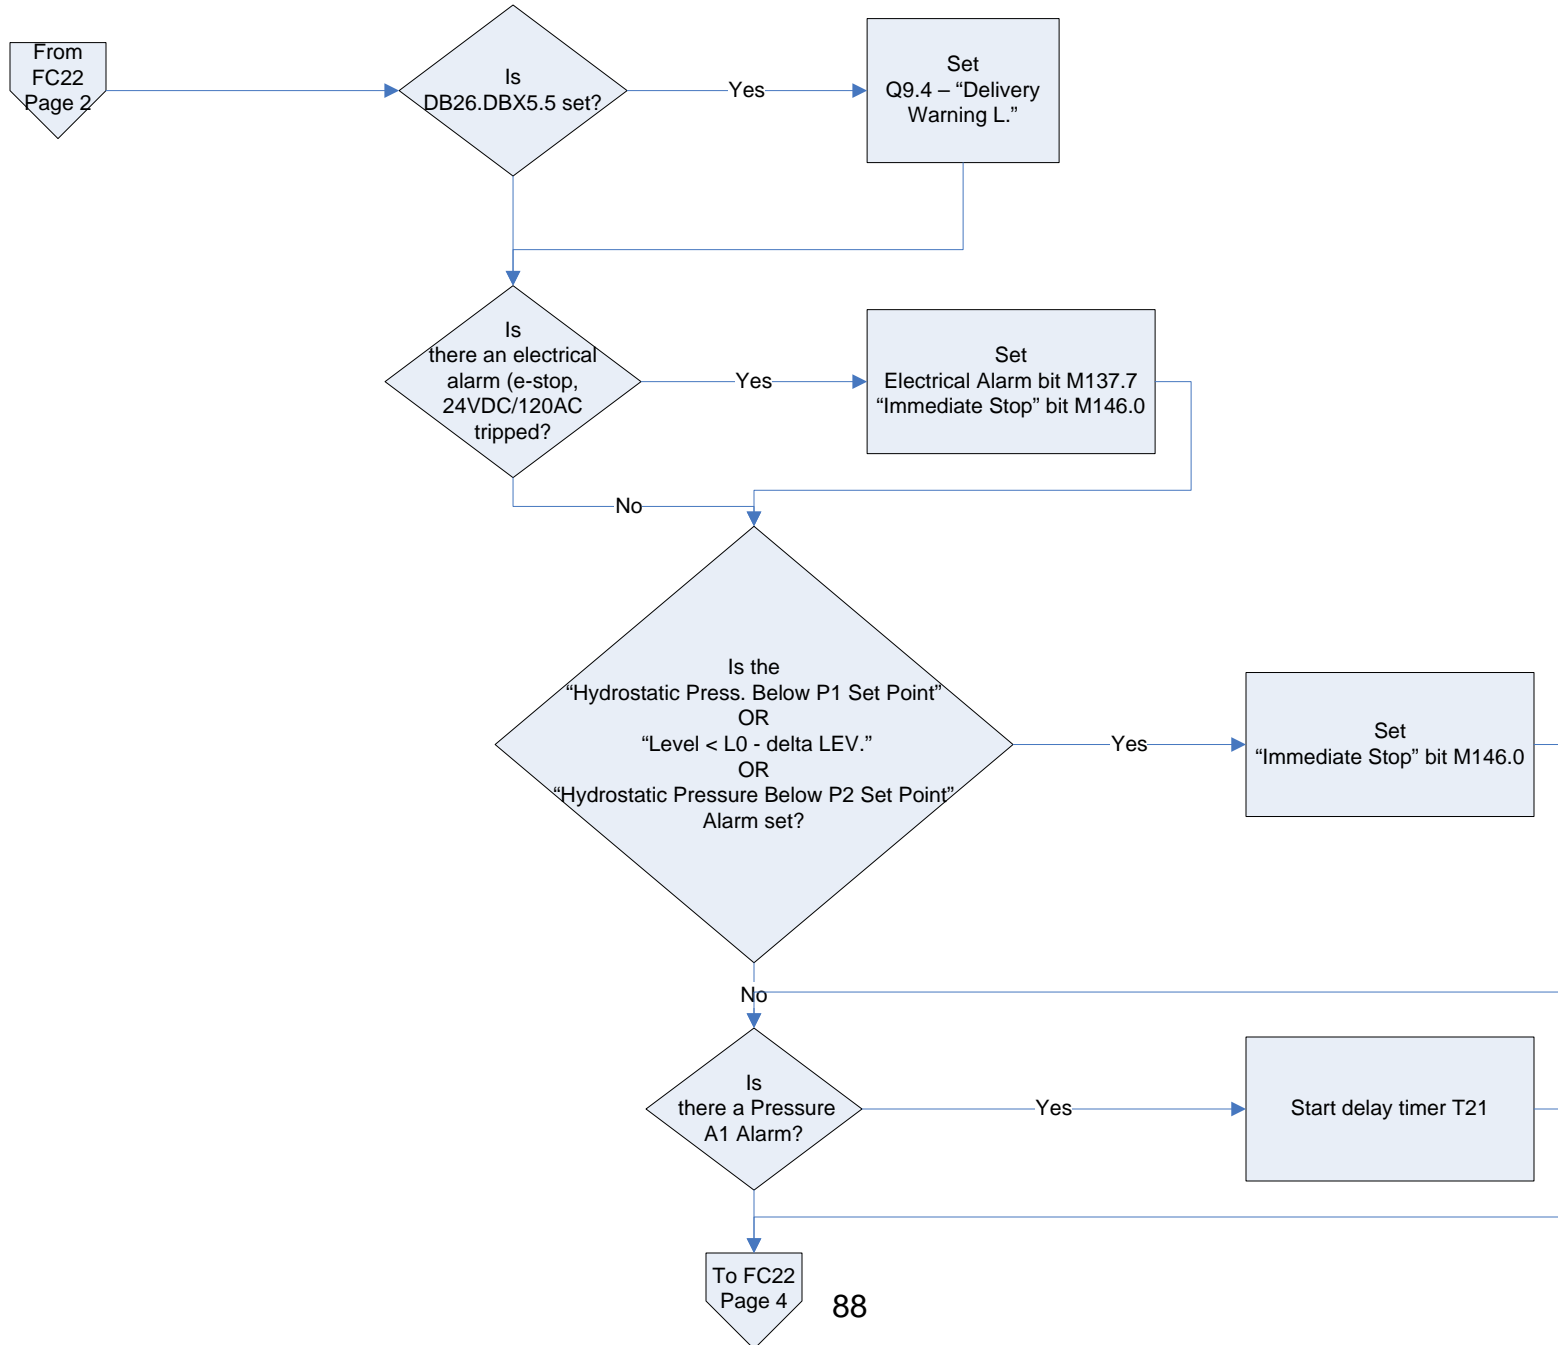 From
FC22
Page 2
Is
DB26.DBX5.5 set?
Yes
Set
Q9.4 – “Delivery
Warning L.”
Is
there an electrical
alarm (e-stop,
24VDC/120AC
tripped?
Yes
Set
Electrical Alarm bit M137.7
“Immediate Stop” bit M146.0
No
Is the
“Hydrostatic Press. Below P1 Set Point”
OR
“Level < L0 - delta LEV.”
OR
“Hydrostatic Pressure Below P2 Set Point”
Alarm set?
Yes
Set
“Immediate Stop” bit M146.0
No
Is
there a Pressure
A1 Alarm?
Yes
Start delay timer T21
To FC22
Page 4
88